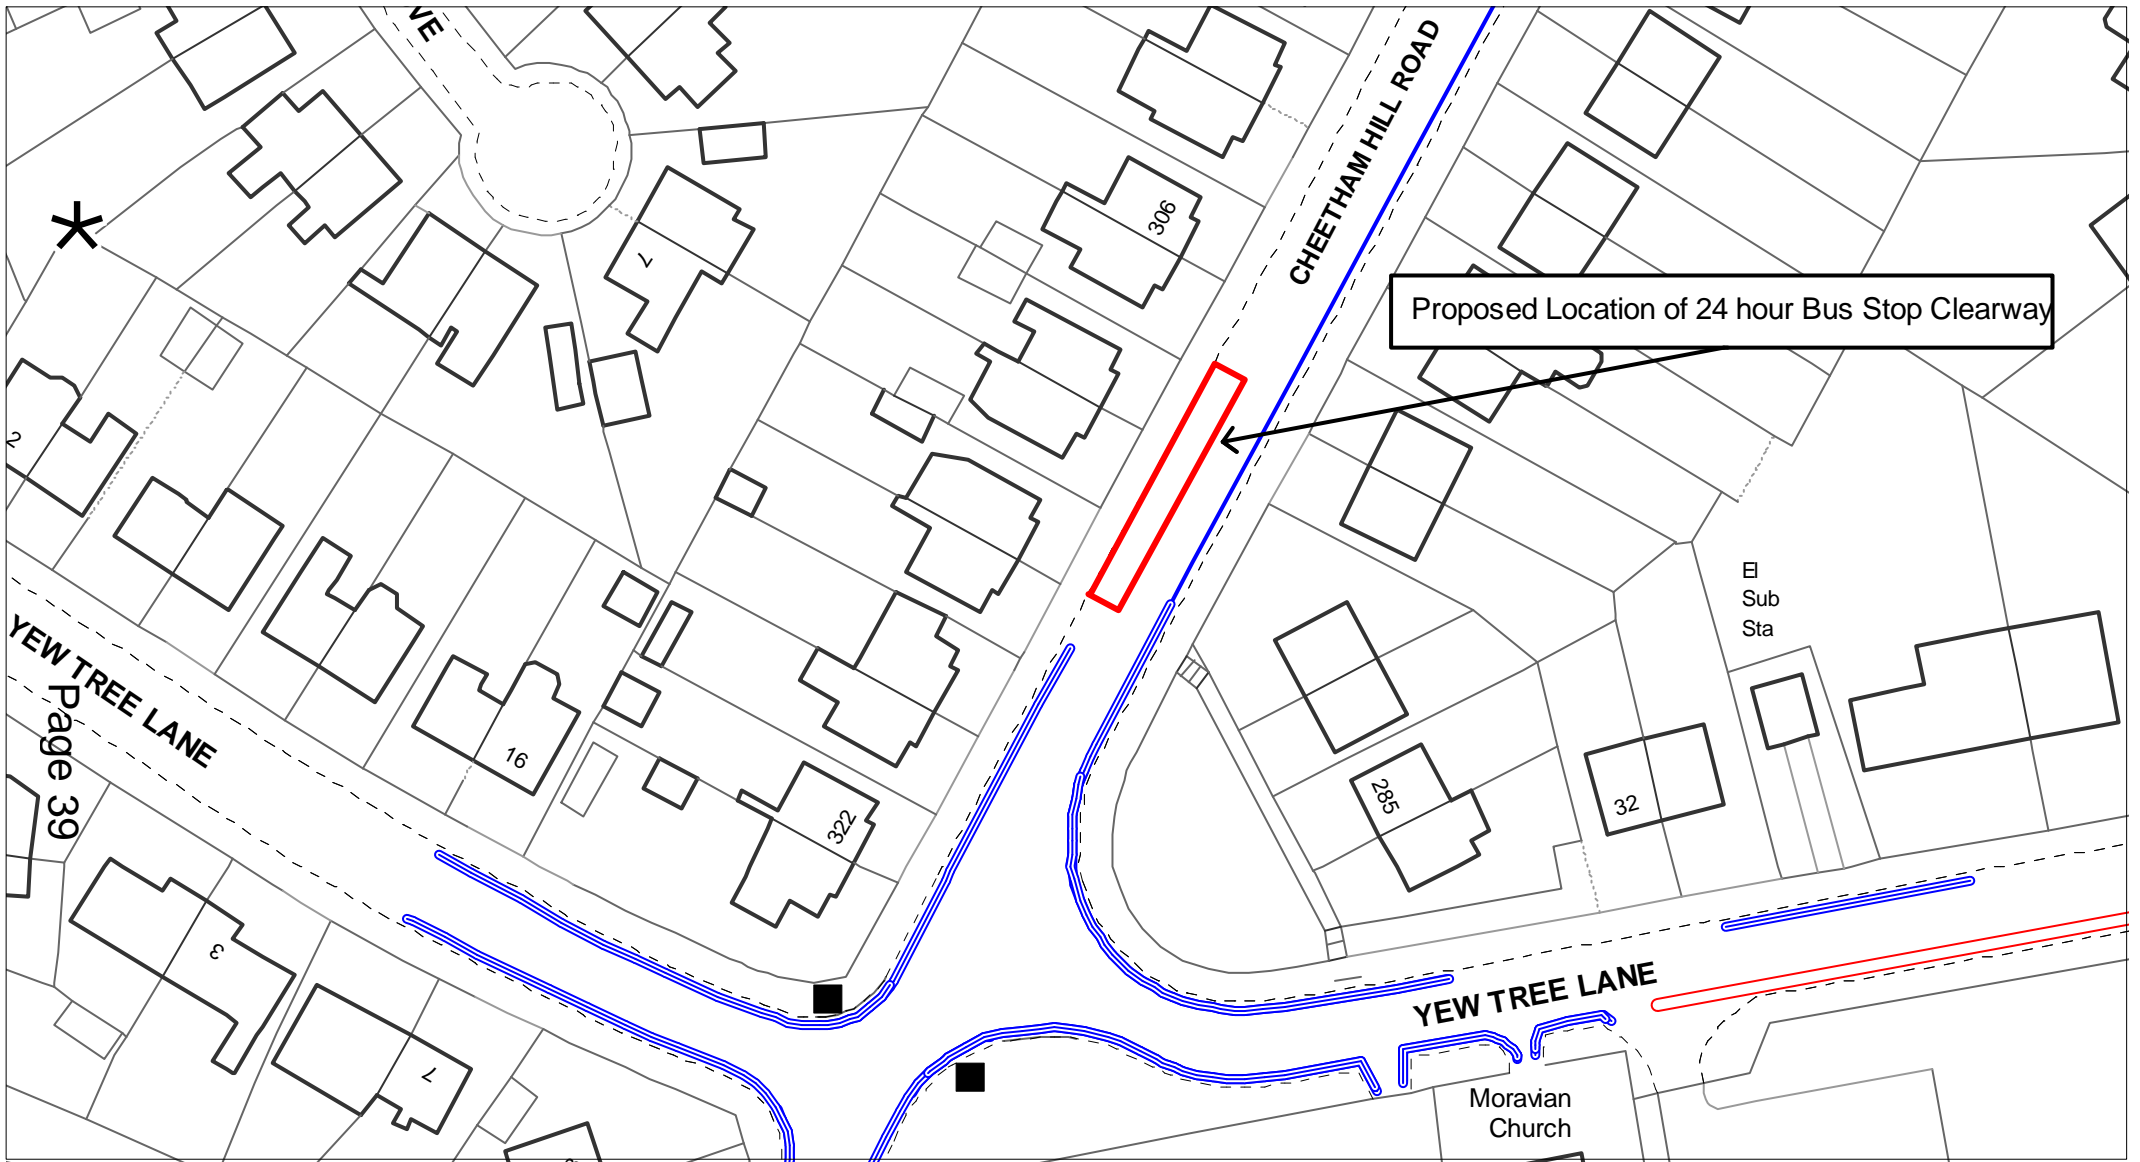 VE
CHEETHAM HILL ROAD
306
7
Proposed Location of 24 hour Bus Stop Clearway
2
El
Sub
Sta
YEW TREE LANE
Page 39
16
322
285
32
3
YEW TREE LANE
7
Moravian
Church